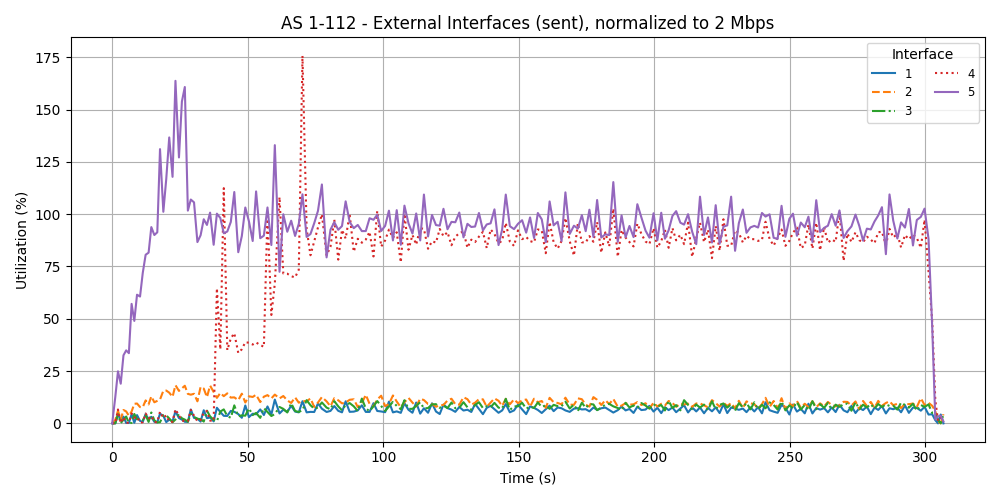 AS 1-112 - External Interfaces (sent), normalized to 2 Mbps
Interface
1 4
2 5
3
Utilization (%)
175
150
125
100
75
50
25
0
0 50 100 150 200 250 300
Time (s)